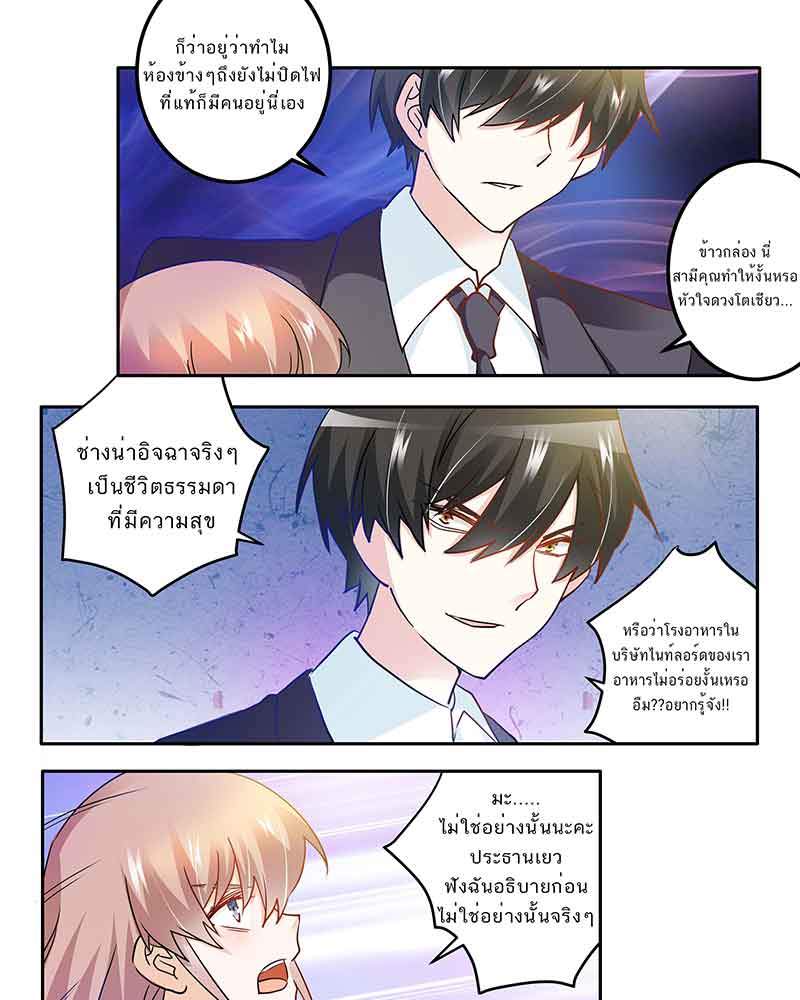 ก็ว่าอยู่ว่าทำไม
ห้องข้างๆถึงยังไม่ปิดไฟ
ที่แท้ก็มีคนอยู่นี่เอง
ข้าวกล่อง นี่
สามีคุณทำให้งั้นหรอ
หัวใจดวงโตเชียว...
ช่างน่าอิจฉาจริงๆ
เป็นชีวิตธรรมดา
ที่มีความสุข
หรือว่าโรงอาหารใน
บริษัทไนท์ลอร์ดของเรา
อาหารไม่อร่อยงั้นเหรอ
อืม??อยากรู้จัง!!
มะ.....
ไม่ใช่อย่างนั้นนะคะ
ประธานเยว
ฟังฉันอธิบายก่อน
ไม่ใช่อย่างนั้นจริงๆ